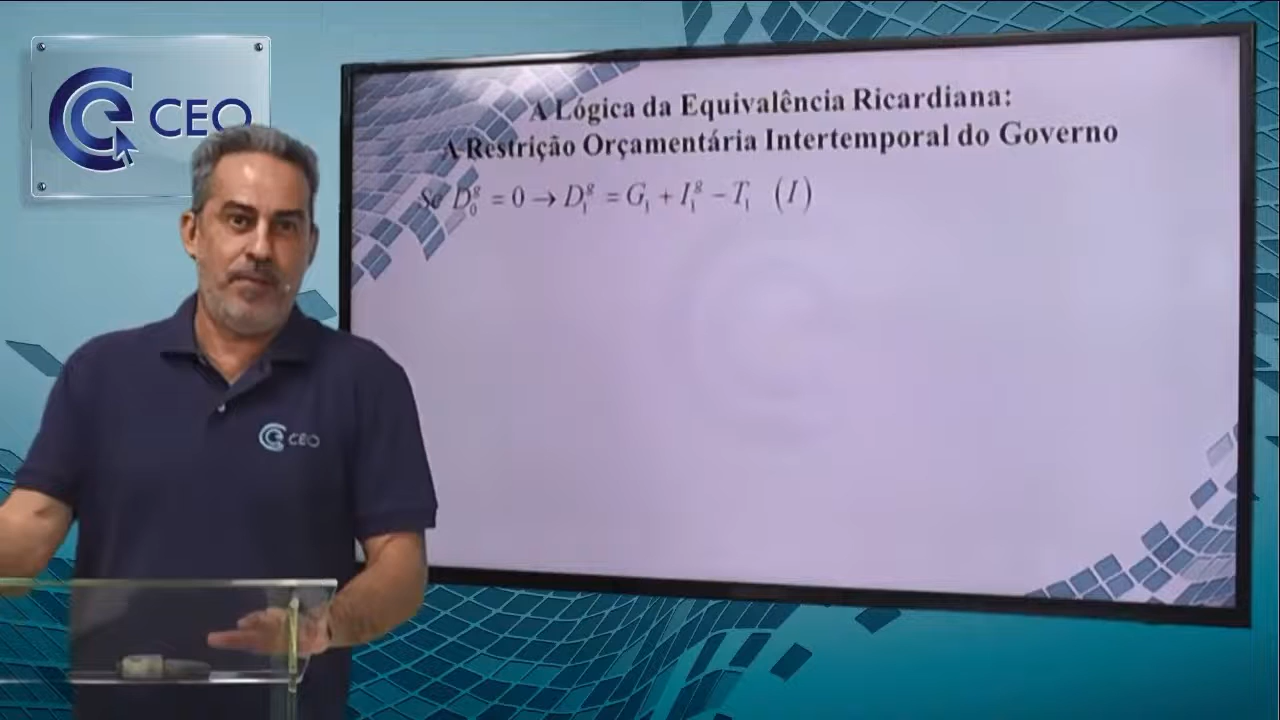 CEO
A Lógica da Equivalência Ricardiana:
A Restrição Orçamentária Intertemporal do Governo
Se D₀ᵍ = 0 → D₁ᵍ = G₁ + I₁ᵍ − T₁ (I)
CEO